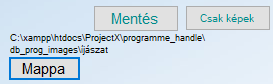 Mentés
Csak képek
C:\xampp\htdocs\ProjectX\programme_handle\
db_prog_images\íjászat
Mappa